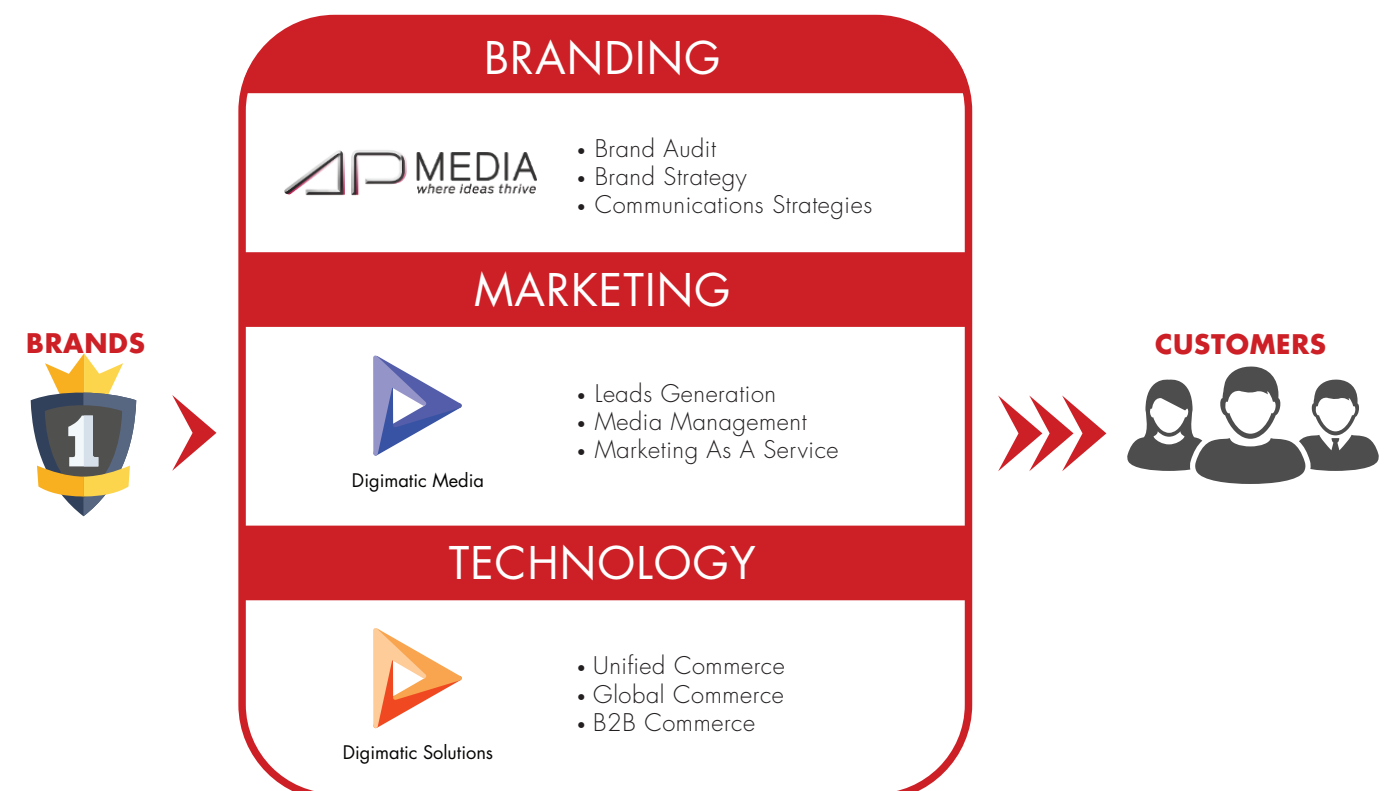 BRANDING
AP MEDIA
where ideas thrive
• Brand Audit
• Brand Strategy
• Communications Strategies
MARKETING
BRANDS
1
Digimatic Media
• Leads Generation
• Media Management
• Marketing As A Service
CUSTOMERS
TECHNOLOGY
Digimatic Solutions
• Unified Commerce
• Global Commerce
• B2B Commerce